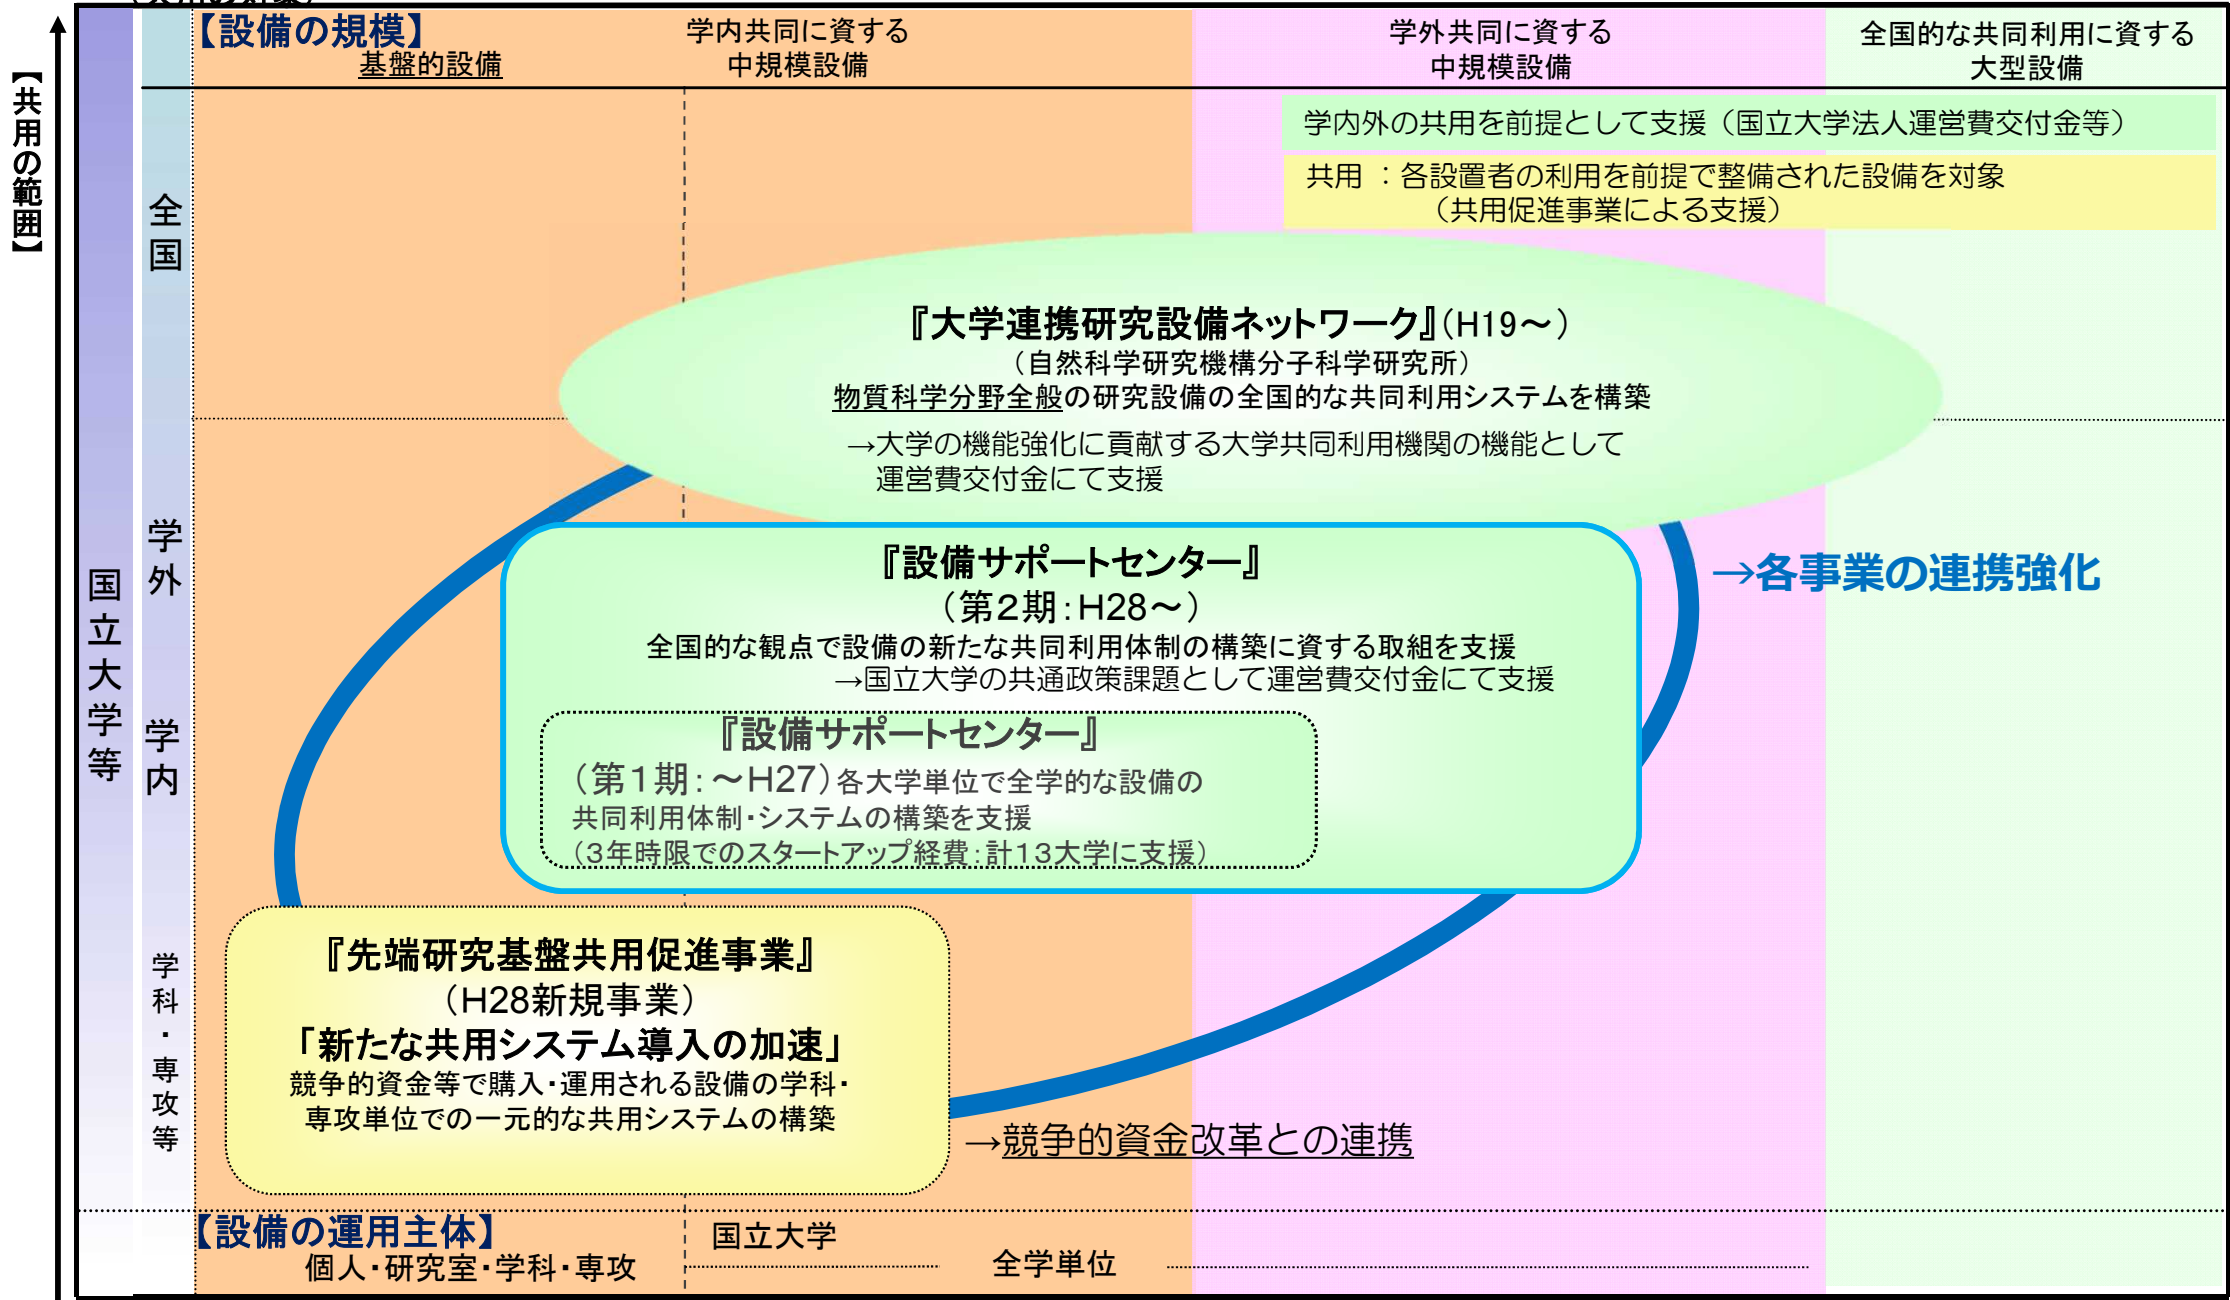 【設備の規模】
基盤的設備
学内共同に資する
中規模設備
学外共同に資する
中規模設備
全国的な共同利用に資する
大型設備
【共用の範囲】
国立大学等
全国
学外
学内
学科・専攻等
学内外の共用を前提として支援（国立大学法人運営費交付金等）
共用 ：各設置者の利用を前提で整備された設備を対象
（共用促進事業による支援）
『大学連携研究設備ネットワーク』（H19～）
（自然科学研究機構分子科学研究所）
物質科学分野全般の研究設備の全国的な共同利用システムを構築
→大学の機能強化に貢献する大学共同利用機関の機能として
運営費交付金にて支援
『設備サポートセンター』
（第２期：H28～）
全国的な観点で設備の新たな共同利用体制の構築に資する取組を支援
→国立大学の共通政策課題として運営費交付金にて支援
→各事業の連携強化
『設備サポートセンター』
（第１期：～H27）各大学単位で全学的な設備の
共同利用体制・システムの構築を支援
（３年時限でのスタートアップ経費：計１３大学に支援）
『先端研究基盤共用促進事業』
（H28新規事業）
「新たな共用システム導入の加速」
競争的資金等で購入・運用される設備の学科・
専攻単位での一元的な共用システムの構築
→競争的資金改革との連携
【設備の運用主体】
個人・研究室・学科・専攻
国立大学
全学単位